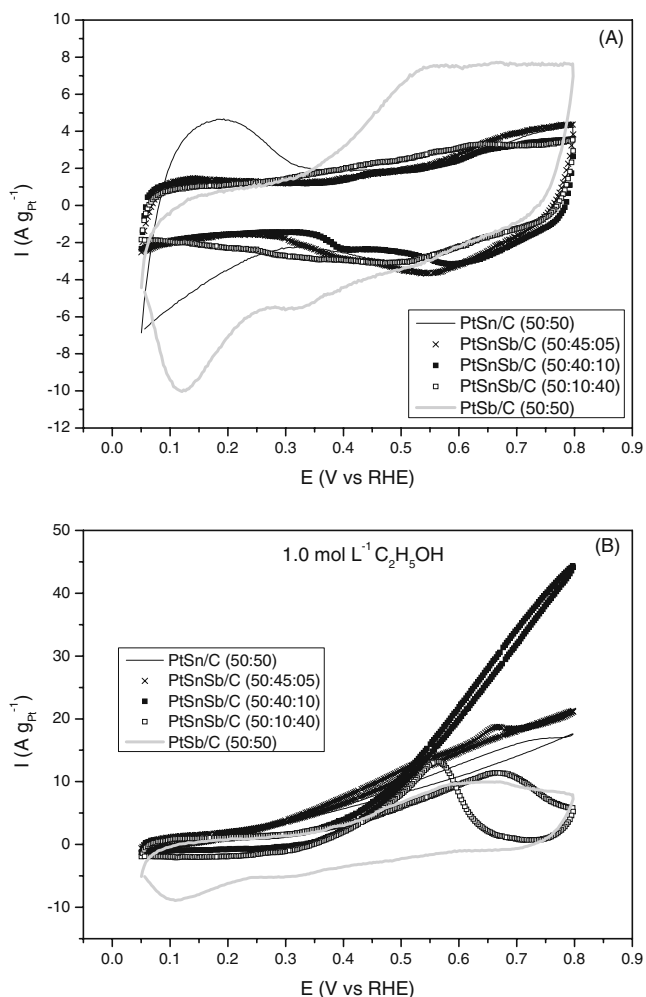 (A)
10
8
6
4
2
0
-2
-4
-6
-8
-10
-12
I (A g_Pt^-1)
PtSn/C (50:50)
PtSnSb/C (50:45:05)
PtSnSb/C (50:40:10)
PtSnSb/C (50:10:40)
PtSb/C (50:50)
0.0 0.1 0.2 0.3 0.4 0.5 0.6 0.7 0.8 0.9
E (V vs RHE)
(B)
1.0 mol L^-1 C_2H_5OH
50
40
30
20
10
0
-10
I (A g_Pt^-1)
PtSn/C (50:50)
PtSnSb/C (50:45:05)
PtSnSb/C (50:40:10)
PtSnSb/C (50:10:40)
PtSb/C (50:50)
0.0 0.1 0.2 0.3 0.4 0.5 0.6 0.7 0.8 0.9
E (V vs RHE)